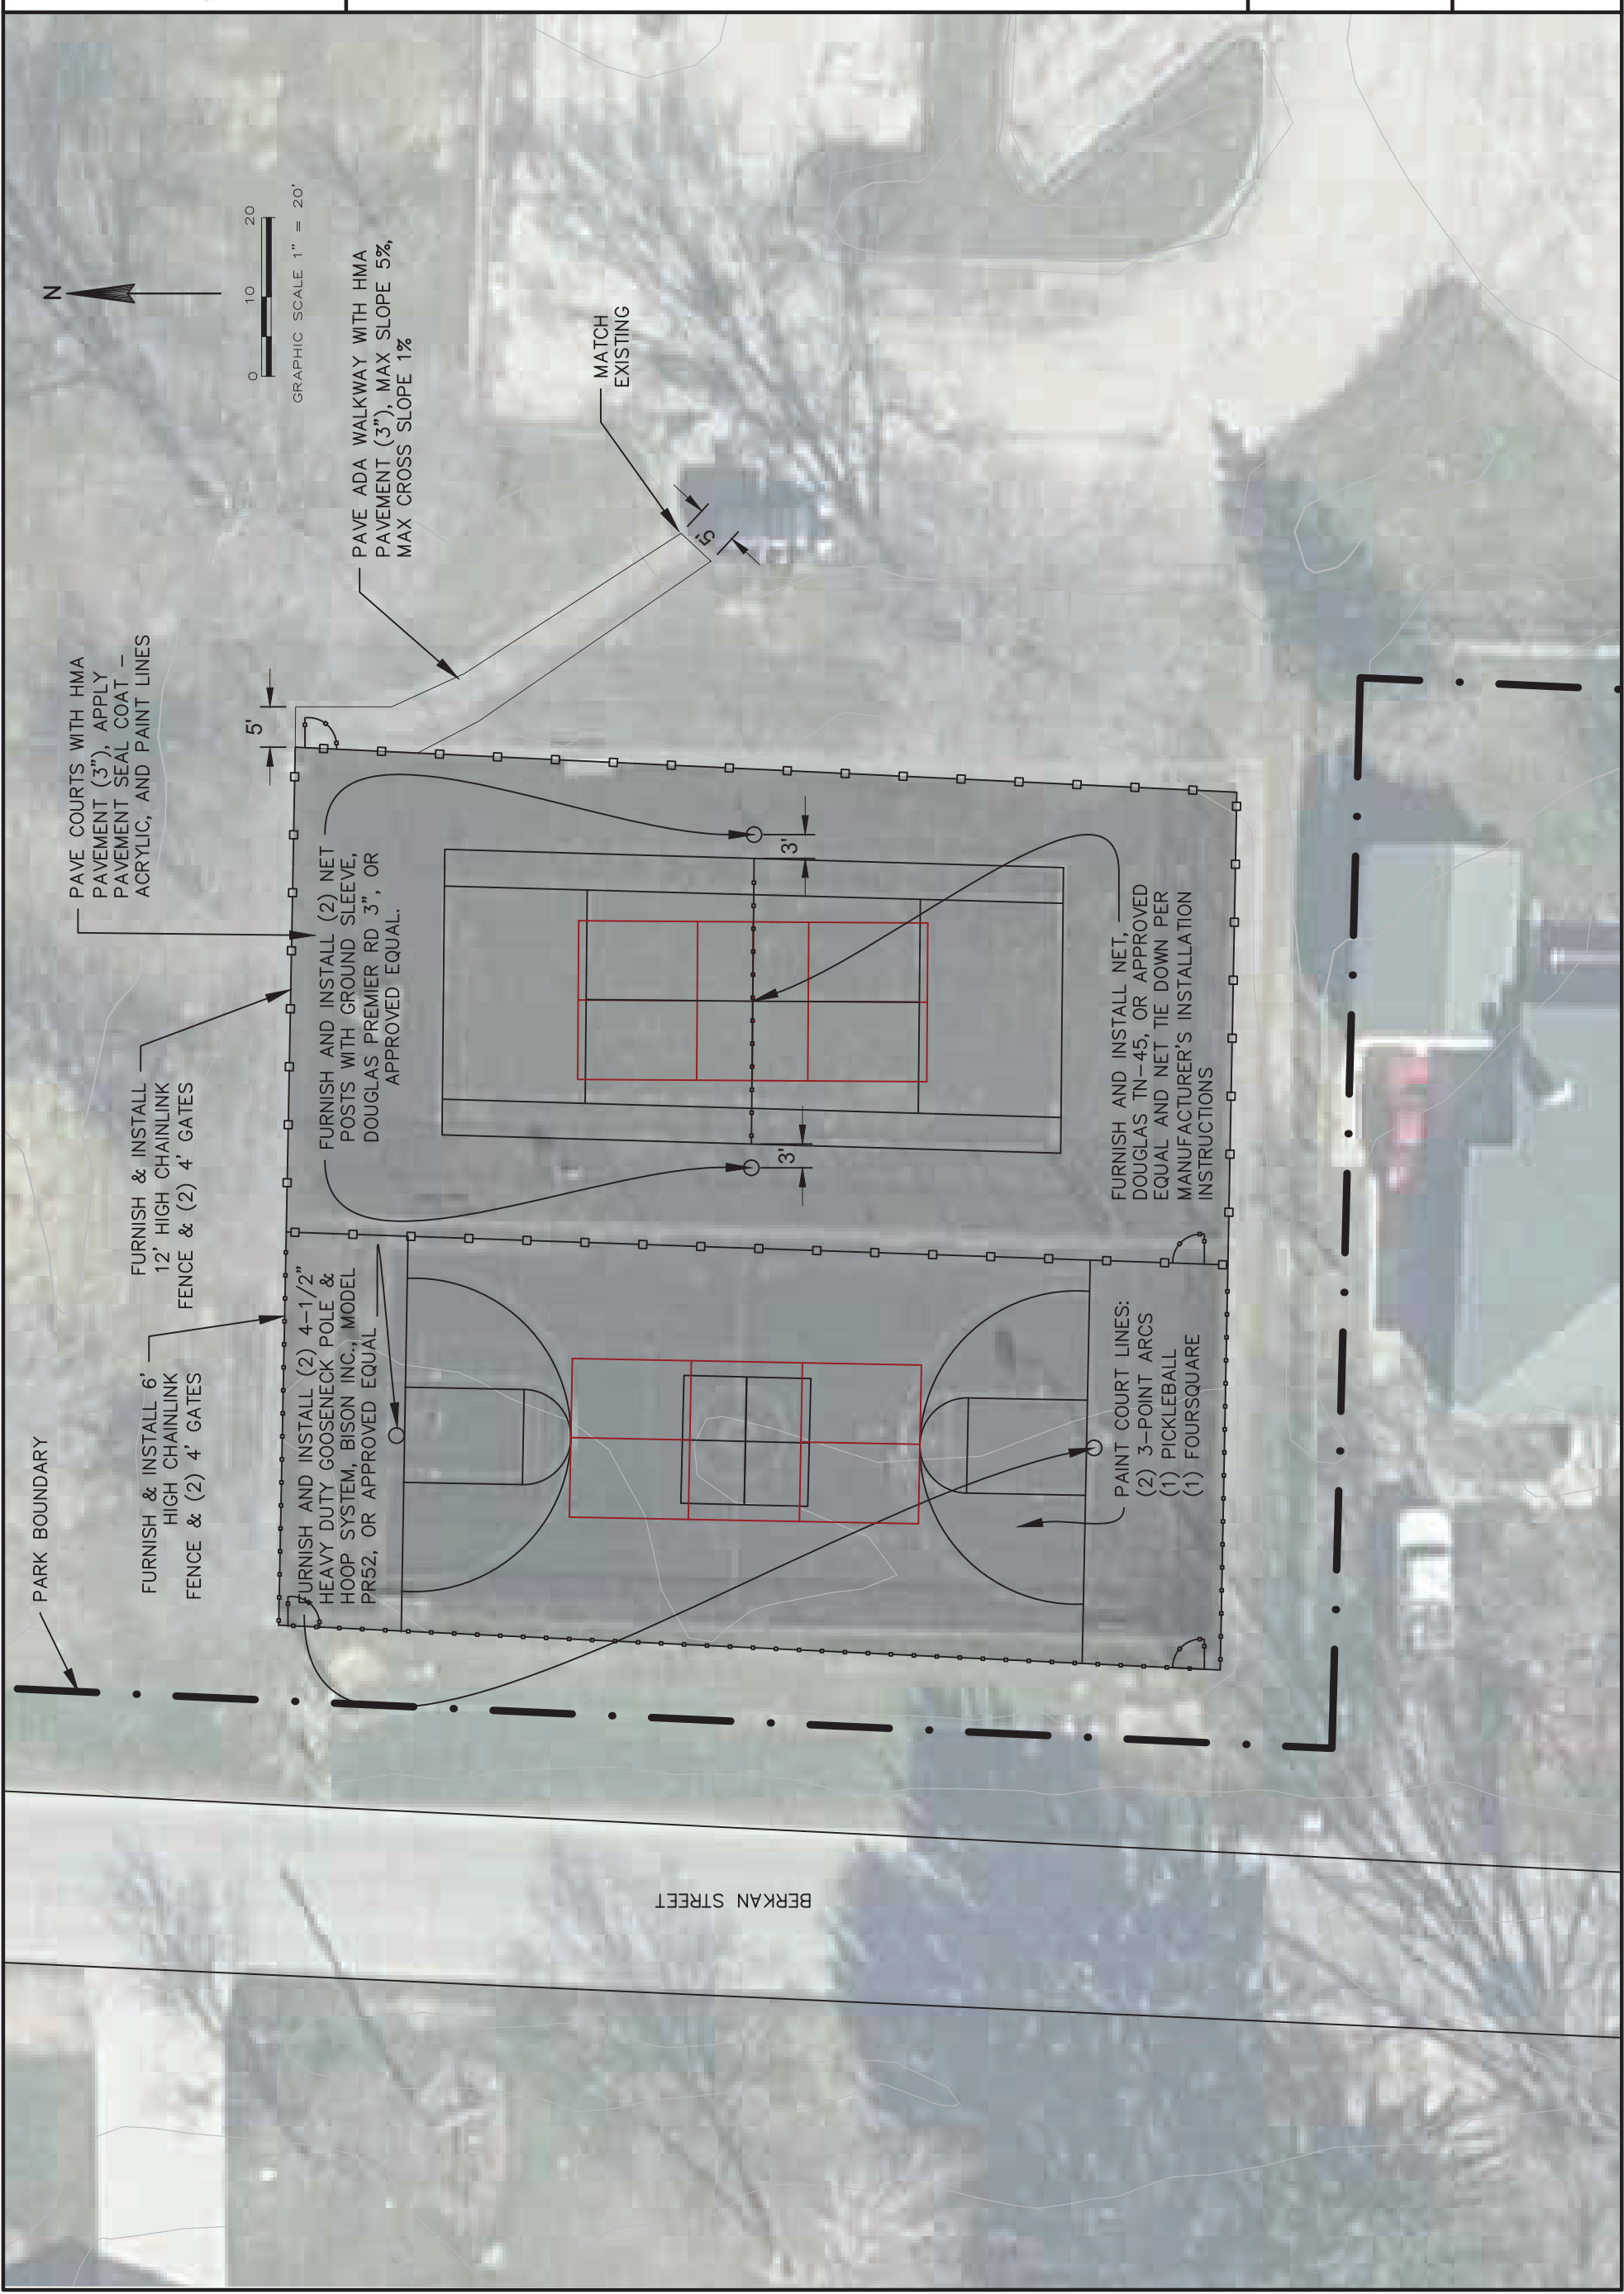 PARK BOUNDARY
FURNISH & INSTALL 6'
HIGH CHAINLINK
FENCE & (2) 4' GATES
FURNISH & INSTALL
12' HIGH CHAINLINK
FENCE & (2) 4' GATES
PAVE COURTS WITH HMA
PAVEMENT (3"), APPLY
PAVEMENT SEAL COAT –
ACRYLIC, AND PAINT LINES
N
0 10 20
GRAPHIC SCALE 1" = 20'
5'
PAVE ADA WALKWAY WITH HMA
PAVEMENT (3"), MAX SLOPE 5%,
MAX CROSS SLOPE 1%
MATCH
EXISTING
5'
FURNISH AND INSTALL (2) 4–1/2"
HEAVY DUTY GOOSENECK POLE &
HOOP SYSTEM, BISON INC., MODEL
PR52, OR APPROVED EQUAL
FURNISH AND INSTALL (2) NET
POSTS WITH GROUND SLEEVE,
DOUGLAS PREMIER RD 3", OR
APPROVED EQUAL.
3'
3'
PAINT COURT LINES:
(2) 3–POINT ARCS
(1) PICKLEBALL
(1) FOURSQUARE
FURNISH AND INSTALL NET,
DOUGLAS TN–45, OR APPROVED
EQUAL AND NET TIE DOWN PER
MANUFACTURER'S INSTALLATION
INSTRUCTIONS
BERKAN STREET